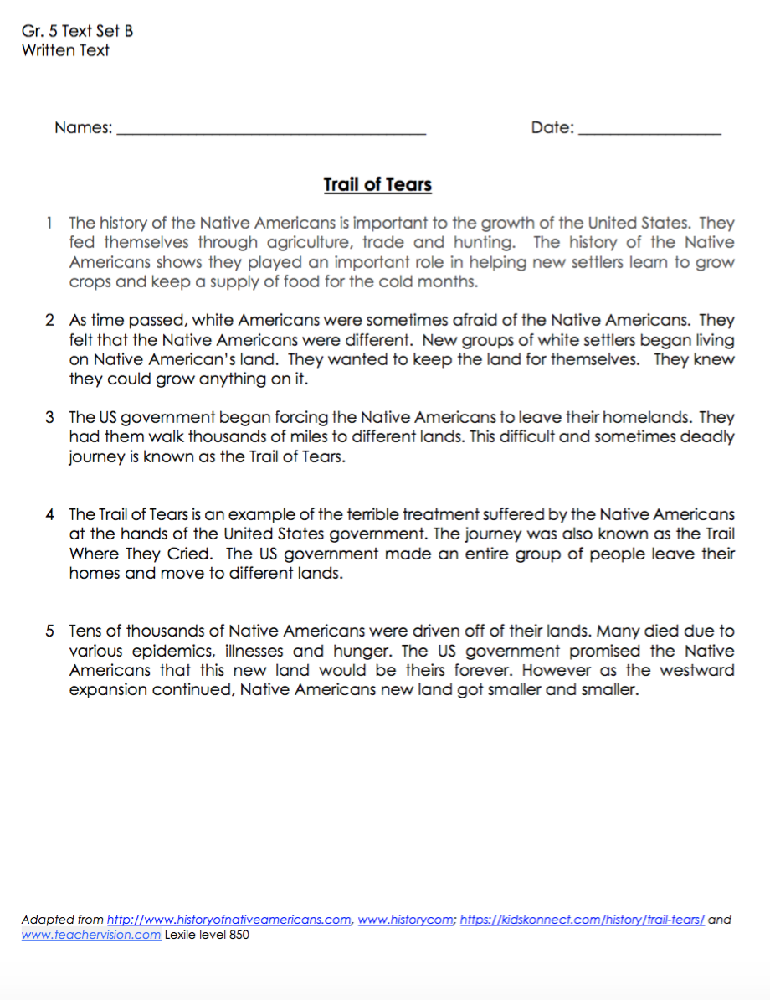 Gr. 5 Text Set B
Written Text
Names: ___________________________________ Date: ________________
Trail of Tears
1 The history of the Native Americans is important to the growth of the United States. They
fed themselves through agriculture, trade and hunting. The history of the Native
Americans shows they played an important role in helping new settlers learn to grow
crops and keep a supply of food for the cold months.
2 As time passed, white Americans were sometimes afraid of the Native Americans. They
felt that the Native Americans were different. New groups of white settlers began living
on Native American's land. They wanted to keep the land for themselves. They knew
they could grow anything on it.
3 The US government began forcing the Native Americans to leave their homelands. They
had them walk thousands of miles to different lands. This difficult and sometimes deadly
journey is known as the Trail of Tears.
4 The Trail of Tears is an example of the terrible treatment suffered by the Native Americans
at the hands of the United States government. The journey was also known as the Trail
Where They Cried. The US government made an entire group of people leave their
homes and move to different lands.
5 Tens of thousands of Native Americans were driven off of their lands. Many died due to
various epidemics, illnesses and hunger. The US government promised the Native
Americans that this new land would be theirs forever. However as the westward
expansion continued, Native Americans new land got smaller and smaller.
Adapted from http://www.historyofnativeamericans.com, www.historycom; https://kidskonnect.com/history/trail-tears/ and
www.teachervision.com Lexile level 850